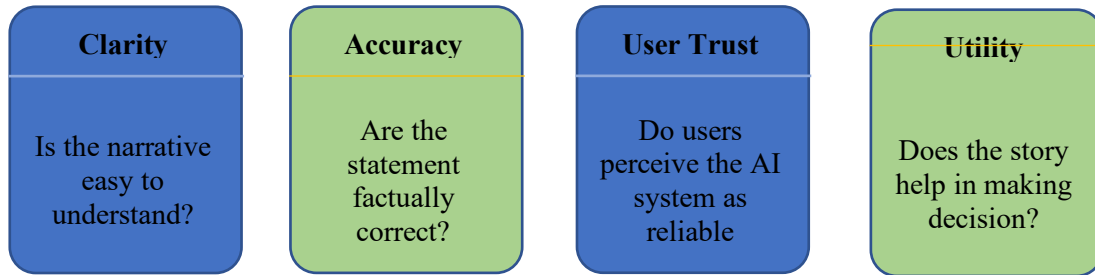 Clarity
Is the narrative
easy to
understand?
Accuracy
Are the
statement
factually
correct?
User Trust
Do users
perceive the AI
system as
reliable
Utility
Does the story
help in making
decision?